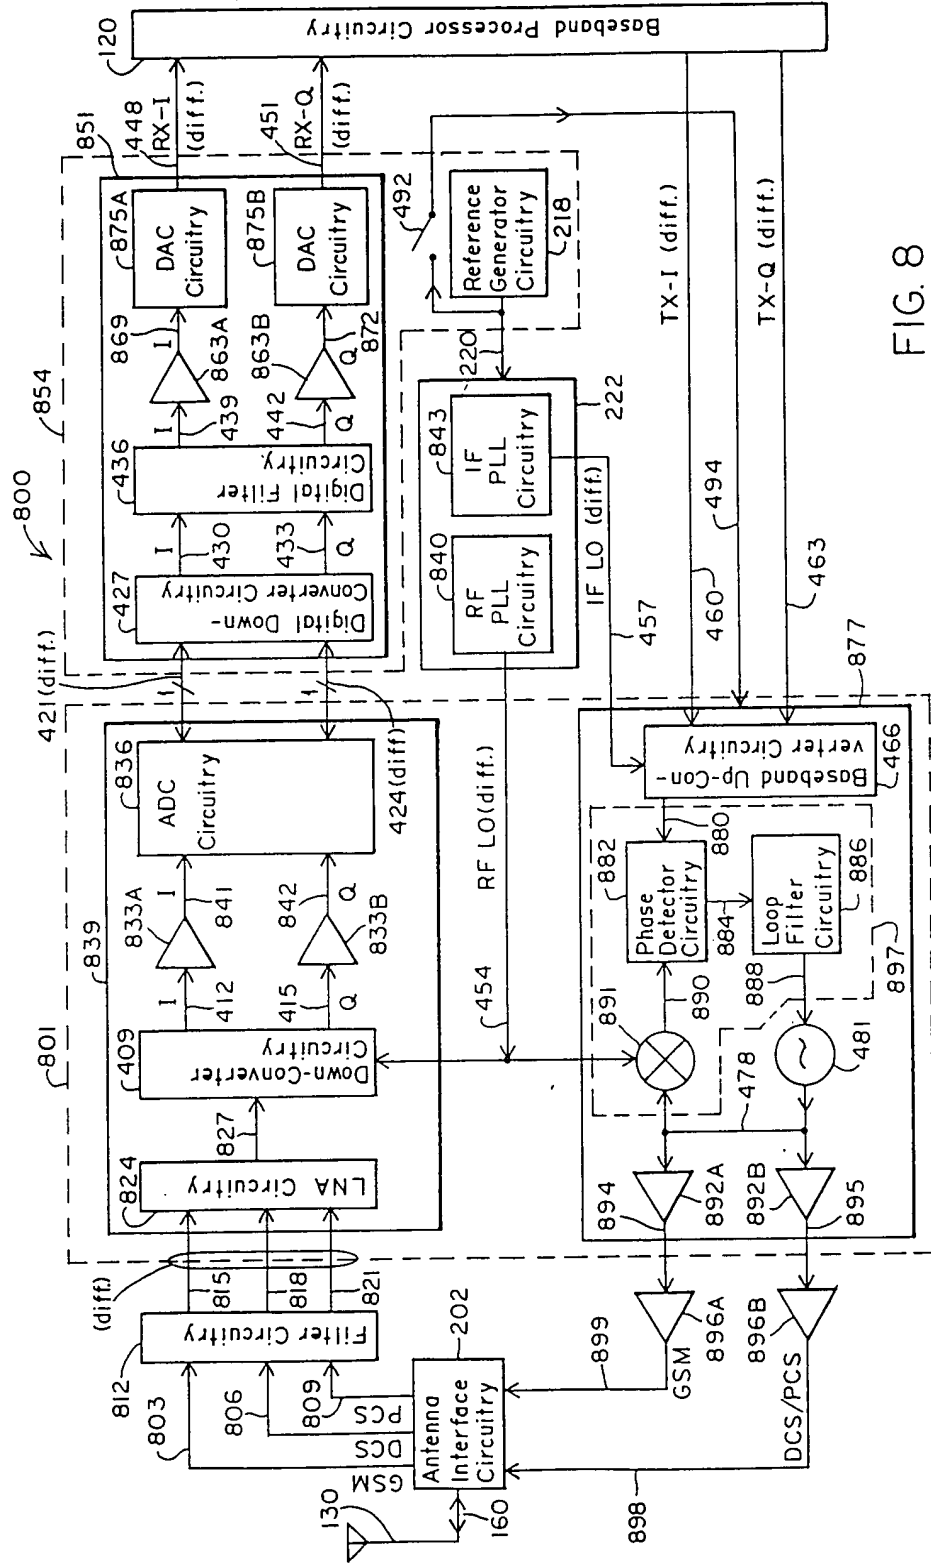 800
854
851
801
839
421(diff.)
424(diff)
130
160
GSM
DCS
PCS
803
806
809
202
Antenna
Interface
Circuitry
812
Filter Circuitry
(diff.)
815
818
821
824
LNA Circuitry
827
409
Down-Converter
Circuitry
I
412
415
Q
833A
833B
I
841
842
Q
836
ADC
Circuitry
427
Digital Down-
Converter Circuitry
I
430
433
Q
436
Digital Filter
Circuitry.
I
439
442
Q
863A
863B
869
I
Q
872
875A
DAC
Circuitry
875B
DAC
Circuitry
448
RX-I
(diff.)
451
RX-Q
(diff.)
120
Baseband Processor Circuitry
492
Reference
Generator
Circuitry
218
220
222
840
RF
PLL
Circuitry
843
IF
PLL
Circuitry
RF LO(diff.)
454
IF LO (diff.)
457
TX-I (diff.)
460
494
TX-Q (diff.)
463
877
466
Baseband Up-Con-
verter Circuitry
880
882
Phase
Detector
Circuitry
884
886
Loop
Filter
Circuitry
888
890
891
897
481
478
892A
892B
894
895
896A
896B
GSM
DCS/PCS
899
898
FIG. 8